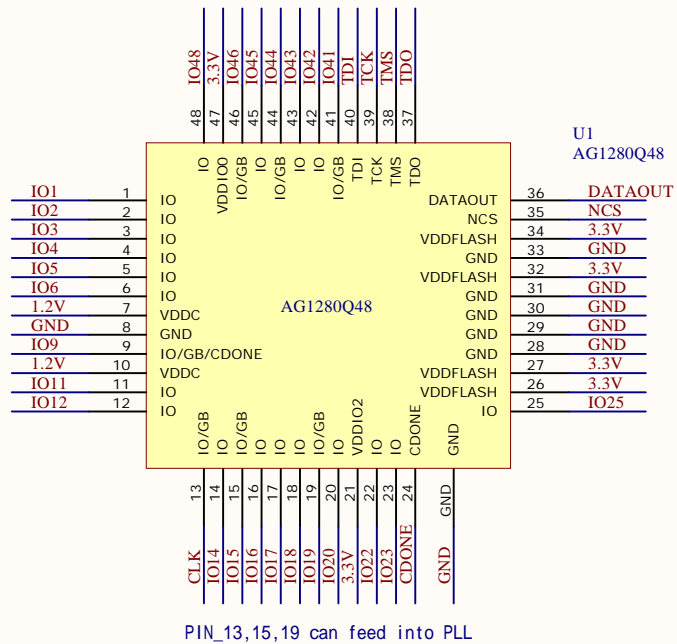 IO48 3.3V IO46 IO45 IO44 IO43 IO42 IO41 TDI TCK TMS TDO
48 47 46 45 44 43 42 41 40 39 38 37
IO VDDIO0 IO/GB IO IO/GB IO IO IO/GB TDI TCK TMS TDO
U1
AG1280Q48
IO1 1 IO
IO2 2 IO
IO3 3 IO
IO4 4 IO
IO5 5 IO
IO6 6 IO
1.2V 7 VDDC
GND 8 GND
IO9 9 IO/GB/CDONE
1.2V 10 VDDC
IO11 11 IO
IO12 12 IO
AG1280Q48
DATAOUT 36 DATAOUT
NCS 35 NCS
VDDFLASH 34 3.3V
GND 33 GND
VDDFLASH 32 3.3V
GND 31 GND
GND 30 GND
GND 29 GND
GND 28 GND
VDDFLASH 27 3.3V
VDDFLASH 26 3.3V
IO 25 IO25
IO/GB IO IO/GB IO IO IO IO/GB IO VDDIO2 IO IO CDONE GND
13 14 15 16 17 18 19 20 21 22 23 24 GND
CLK IO14 IO15 IO16 IO17 IO18 IO19 IO20 3.3V IO22 IO23 CDONE GND
PIN_13,15,19 can feed into PLL